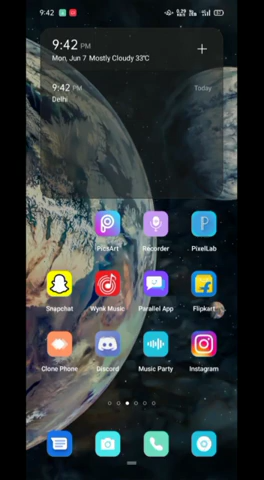 9:42
9:42 PM
Mon, Jun 7 Mostly Cloudy 33°C
9:42 PM Today
Delhi
PicsArt Recorder PixelLab
Snapchat Wynk Music Parallel App Flipkart
Clone Phone Discord Music Party Instagram